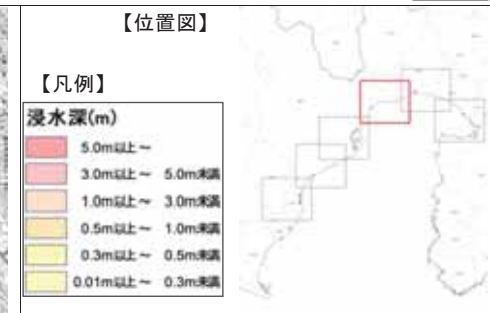 【位置図】
【凡例】
浸水深(m)
5.0m以上～
3.0m以上～ 5.0m未満
1.0m以上～ 3.0m未満
0.5m以上～ 1.0m未満
0.3m以上～ 0.5m未満
0.01m以上～ 0.3m未満